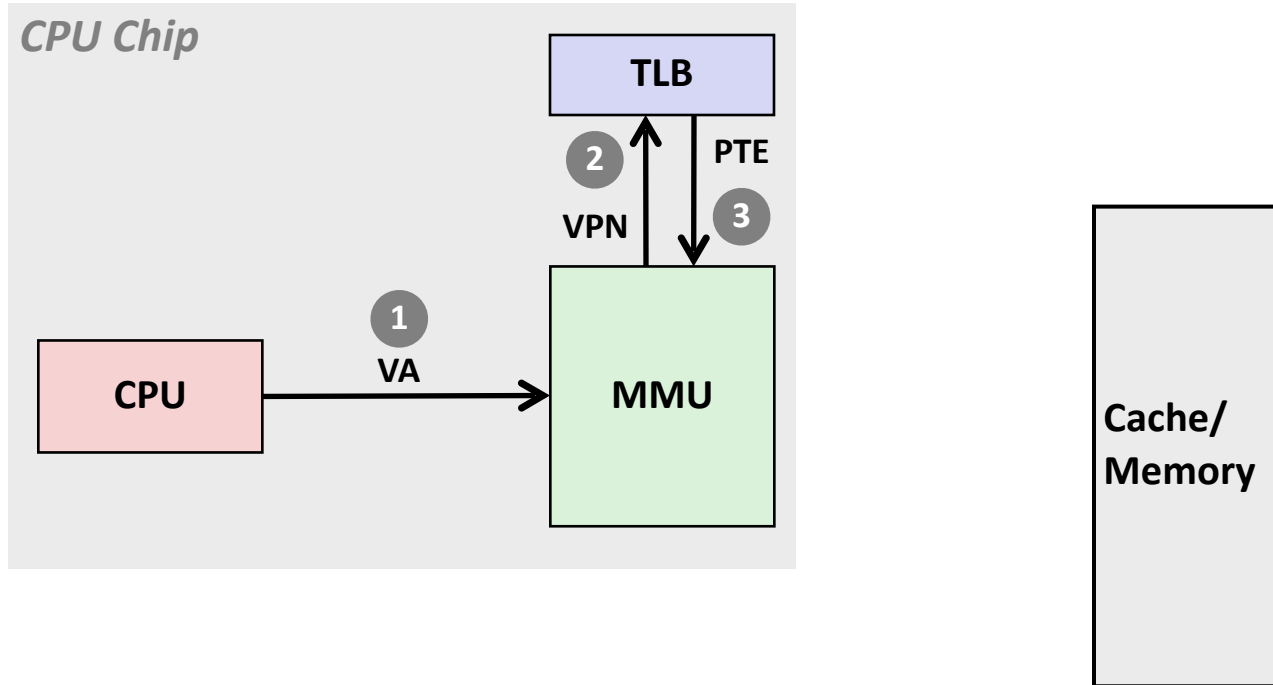 CPU Chip
TLB
2
PTE
VPN
3
1
VA
CPU
MMU
Cache/
Memory